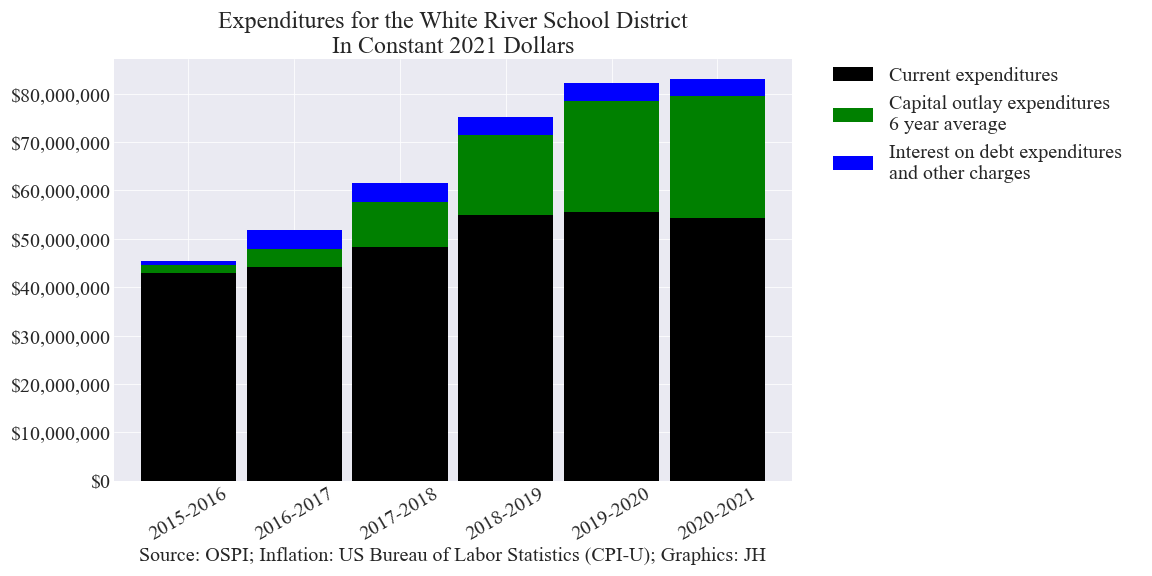 Expenditures for the White River School District
In Constant 2021 Dollars
$80,000,000
$70,000,000
$60,000,000
$50,000,000
$40,000,000
$30,000,000
$20,000,000
$10,000,000
$0
2015-2016
2016-2017
2017-2018
2018-2019
2019-2020
2020-2021
Source: OSPI; Inflation: US Bureau of Labor Statistics (CPI-U); Graphics: JH
Current expenditures
Capital outlay expenditures
6 year average
Interest on debt expenditures
and other charges